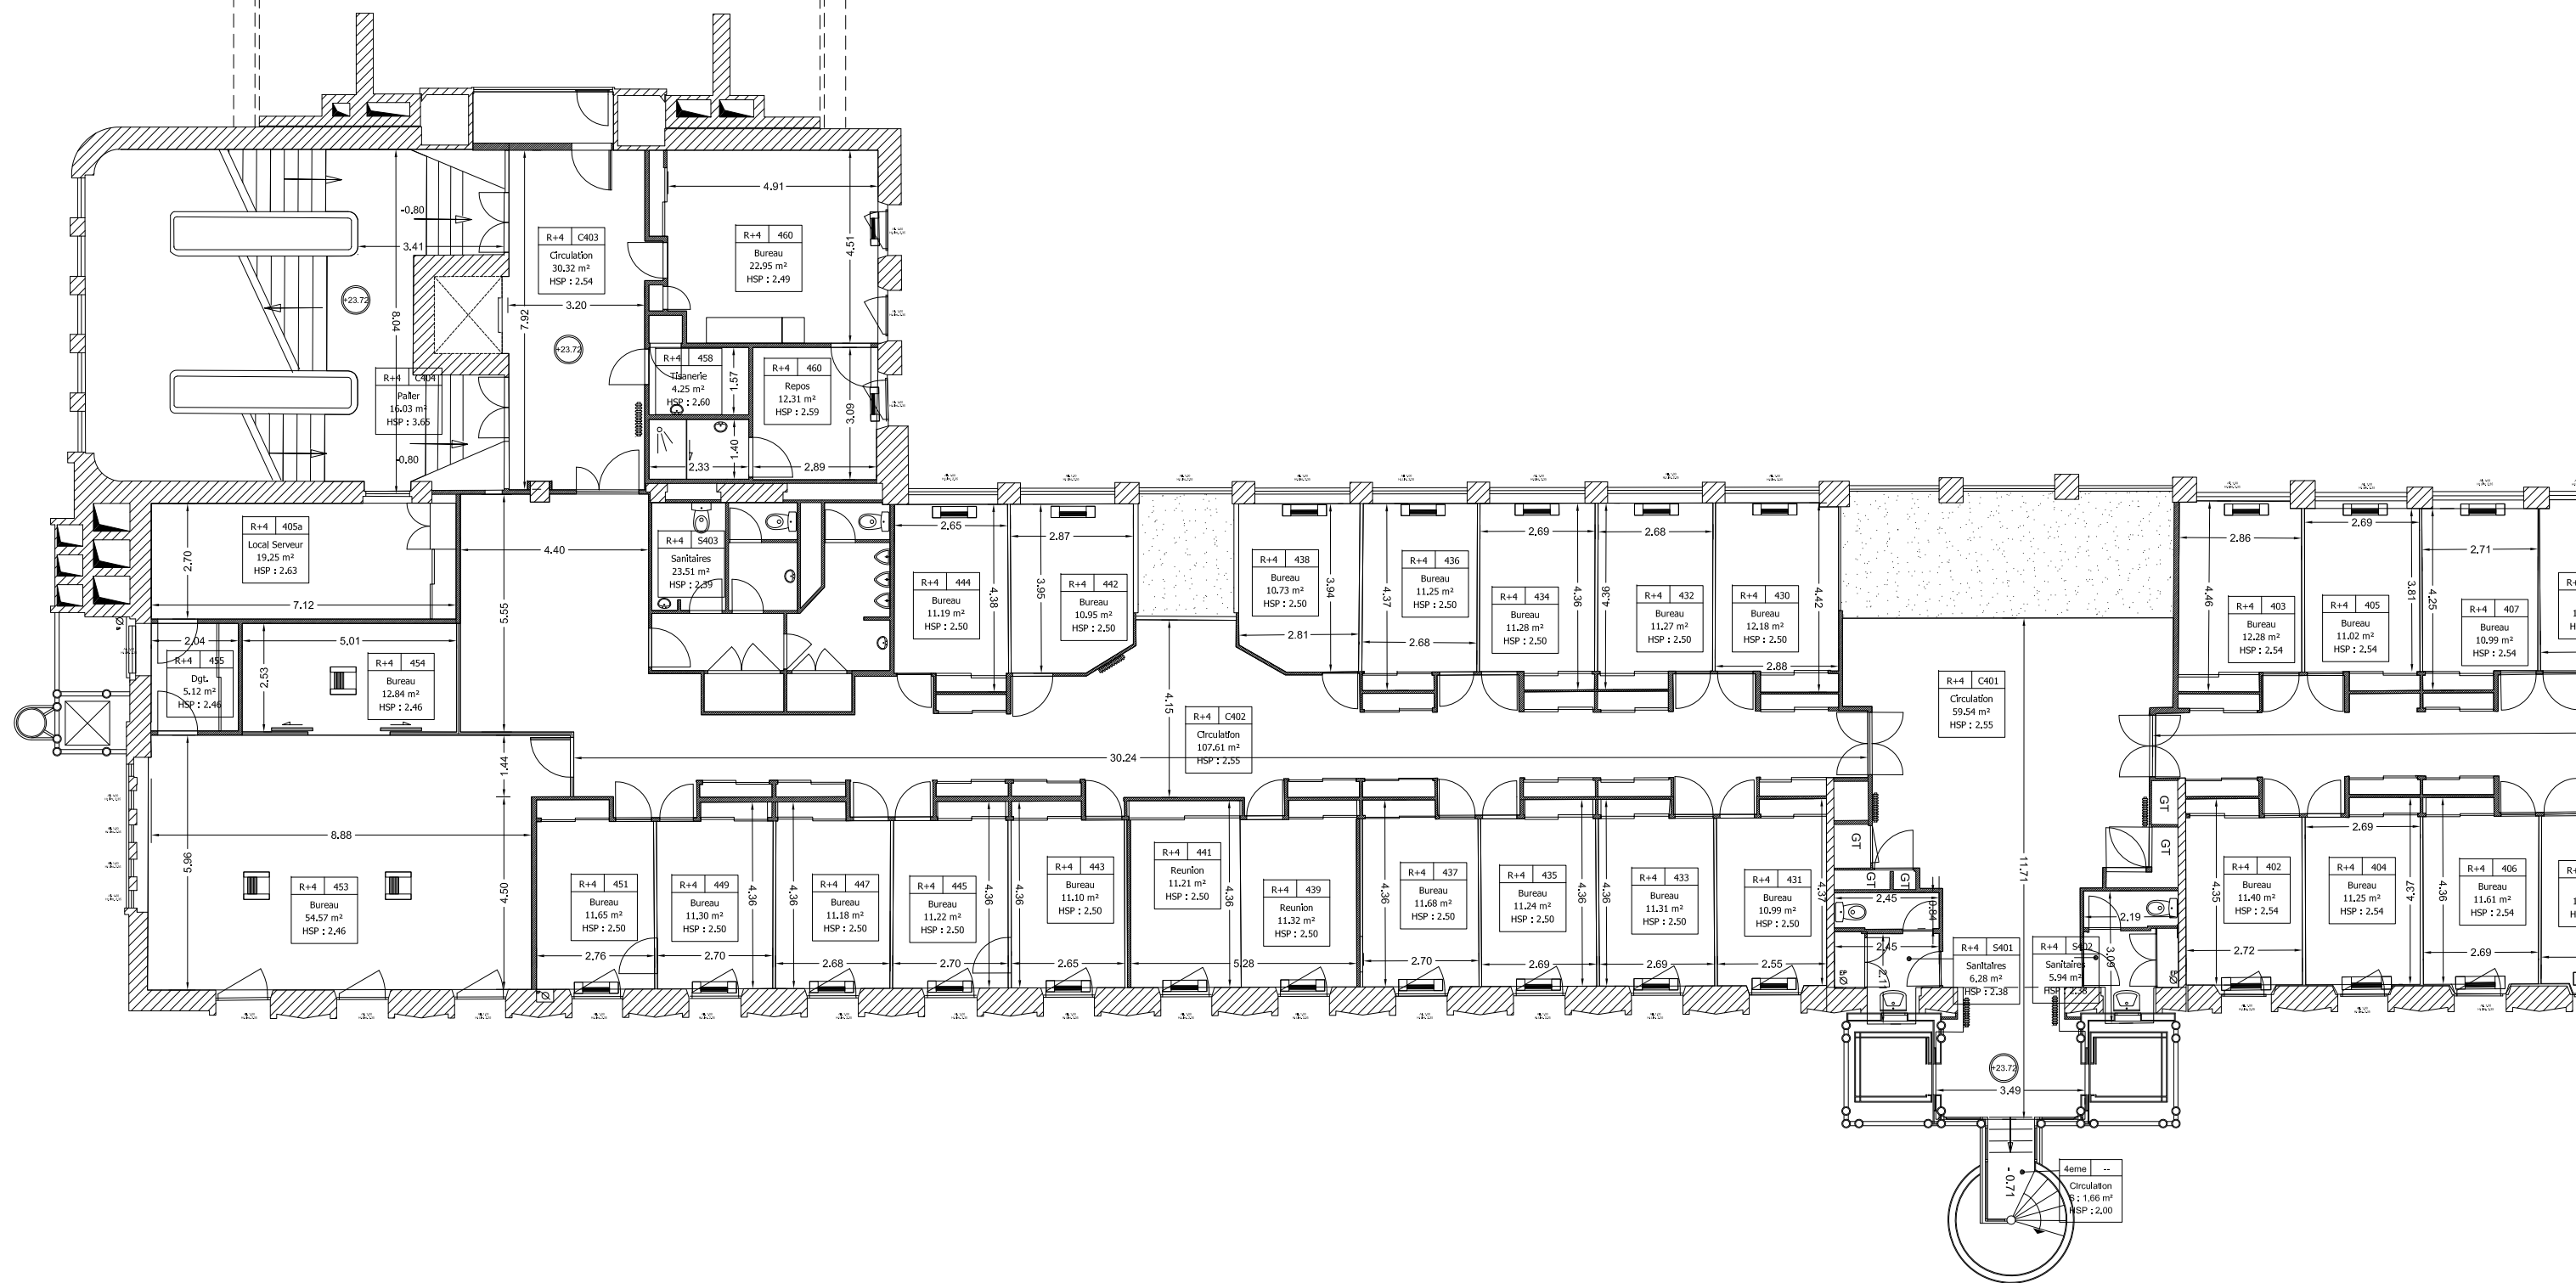 4.91
-0.80
R+4 C403
Circulation
30.32 m²
HSP : 2.54
R+4 460
Bureau
22.95 m²
HSP : 2.49
4.51
3.41
+23.72
3.20
8.04
7.92
+23.72
R+4 458
Tisanerie
4.25 m²
HSP : 2.60
1.57
R+4 460
Repos
12.31 m²
HSP : 2.59
3.09
R+4 C404
Palier
16.03 m²
HSP : 3.65
-0.80
1.40
2.33
2.89
R+4 405a
Local Serveur
19.25 m²
HSP : 2.63
2.70
7.12
4.40
5.55
R+4 S403
Sanitaires
23.51 m²
HSP : 2.39
2.65
R+4 444
Bureau
11.19 m²
HSP : 2.50
4.38
2.87
3.95
R+4 442
Bureau
10.95 m²
HSP : 2.50
R+4 438
Bureau
10.73 m²
HSP : 2.50
3.94
2.81
4.37
R+4 436
Bureau
11.25 m²
HSP : 2.50
2.68
2.69
R+4 434
Bureau
11.28 m²
HSP : 2.50
4.36
4.36
2.68
R+4 432
Bureau
11.27 m²
HSP : 2.50
R+4 430
Bureau
12.18 m²
HSP : 2.50
4.42
2.88
4.46
2.86
R+4 403
Bureau
12.28 m²
HSP : 2.54
2.69
R+4 405
Bureau
11.02 m²
HSP : 2.54
3.81
4.25
2.71
R+4 407
Bureau
10.99 m²
HSP : 2.54
2.04
R+4 455
Dgt.
5.12 m²
HSP : 2.46
5.01
2.53
R+4 454
Bureau
12.84 m²
HSP : 2.46
4.15
R+4 C402
Circulation
107.61 m²
HSP : 2.55
30.24
R+4 C401
Circulation
59.54 m²
HSP : 2.55
11.71
1.44
8.88
5.96
4.50
R+4 453
Bureau
54.57 m²
HSP : 2.46
R+4 451
Bureau
11.65 m²
HSP : 2.50
2.76
R+4 449
Bureau
11.30 m²
HSP : 2.50
2.70
4.36
4.36
R+4 447
Bureau
11.18 m²
HSP : 2.50
2.68
R+4 445
Bureau
11.22 m²
HSP : 2.50
2.70
4.36
4.36
R+4 443
Bureau
11.10 m²
HSP : 2.50
2.65
R+4 441
Reunion
11.21 m²
HSP : 2.50
4.36
5.28
R+4 439
Reunion
11.32 m²
HSP : 2.50
4.36
R+4 437
Bureau
11.68 m²
HSP : 2.50
2.70
R+4 435
Bureau
11.24 m²
HSP : 2.50
2.69
4.36
4.36
R+4 433
Bureau
11.31 m²
HSP : 2.50
2.69
R+4 431
Bureau
10.99 m²
HSP : 2.50
2.55
4.37
GT
GT
GT
2.45
0.84
2.45
2.11
EP
R+4 S401
Sanitaires
6.28 m²
HSP : 2.38
R+4 S402
Sanitaires
5.94 m²
HSP : 2.38
GT
GT
2.19
3.09
EP
4.35
R+4 402
Bureau
11.40 m²
HSP : 2.54
2.72
2.69
R+4 404
Bureau
11.25 m²
HSP : 2.54
4.37
4.36
R+4 406
Bureau
11.61 m²
HSP : 2.54
2.69
+23.72
3.49
-0.71
4eme --
Circulation
S : 1,66 m²
HSP : 2,00